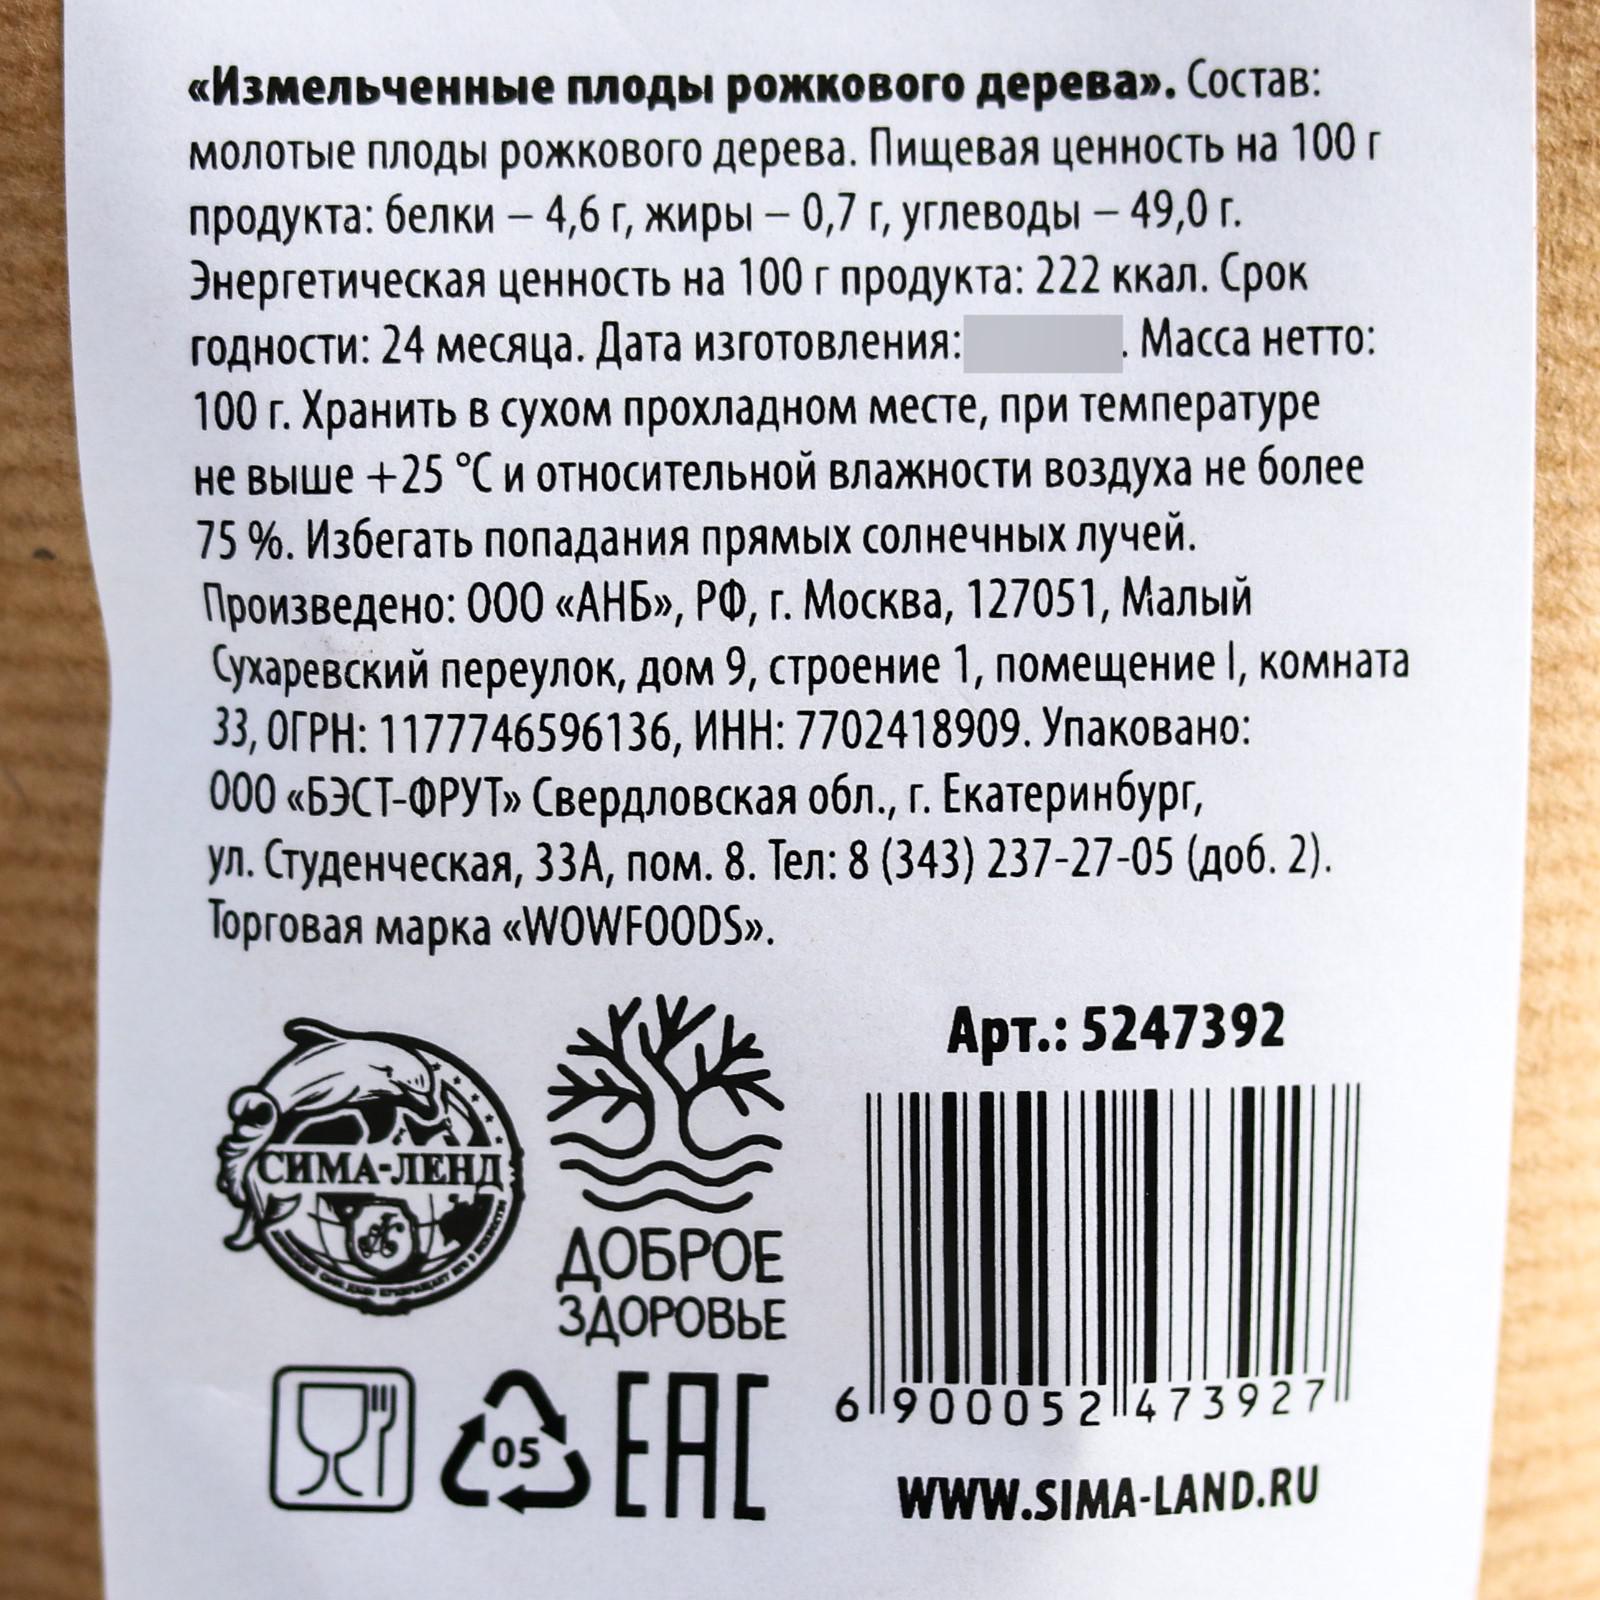 «Измельченные плоды рожкового дерева». Состав:
молотые плоды рожкового дерева. Пищевая ценность на 100 г
продукта: белки – 4,6 г, жиры – 0,7 г, углеводы – 49,0 г.
Энергетическая ценность на 100 г продукта: 222 ккал. Срок
годности: 24 месяца. Дата изготовления: . Масса нетто:
100 г. Хранить в сухом прохладном месте, при температуре
не выше +25 °С и относительной влажности воздуха не более
75 %. Избегать попадания прямых солнечных лучей.
Произведено: ООО «АНБ», РФ, г. Москва, 127051, Малый
Сухаревский переулок, дом 9, строение 1, помещение I, комната
33, ОГРН: 1177746596136, ИНН: 7702418909. Упаковано:
ООО «БЭСТ-ФРУТ» Свердловская обл., г. Екатеринбург,
ул. Студенческая, 33А, пом. 8. Тел: 8 (343) 237-27-05 (доб. 2).
Торговая марка «WOWFOODS».
СИМА-ЛЕНД
ДОБРОЕ
ЗДОРОВЬЕ
05
EAC
Арт.: 5247392
6 900052 473927
WWW.SIMA-LAND.RU